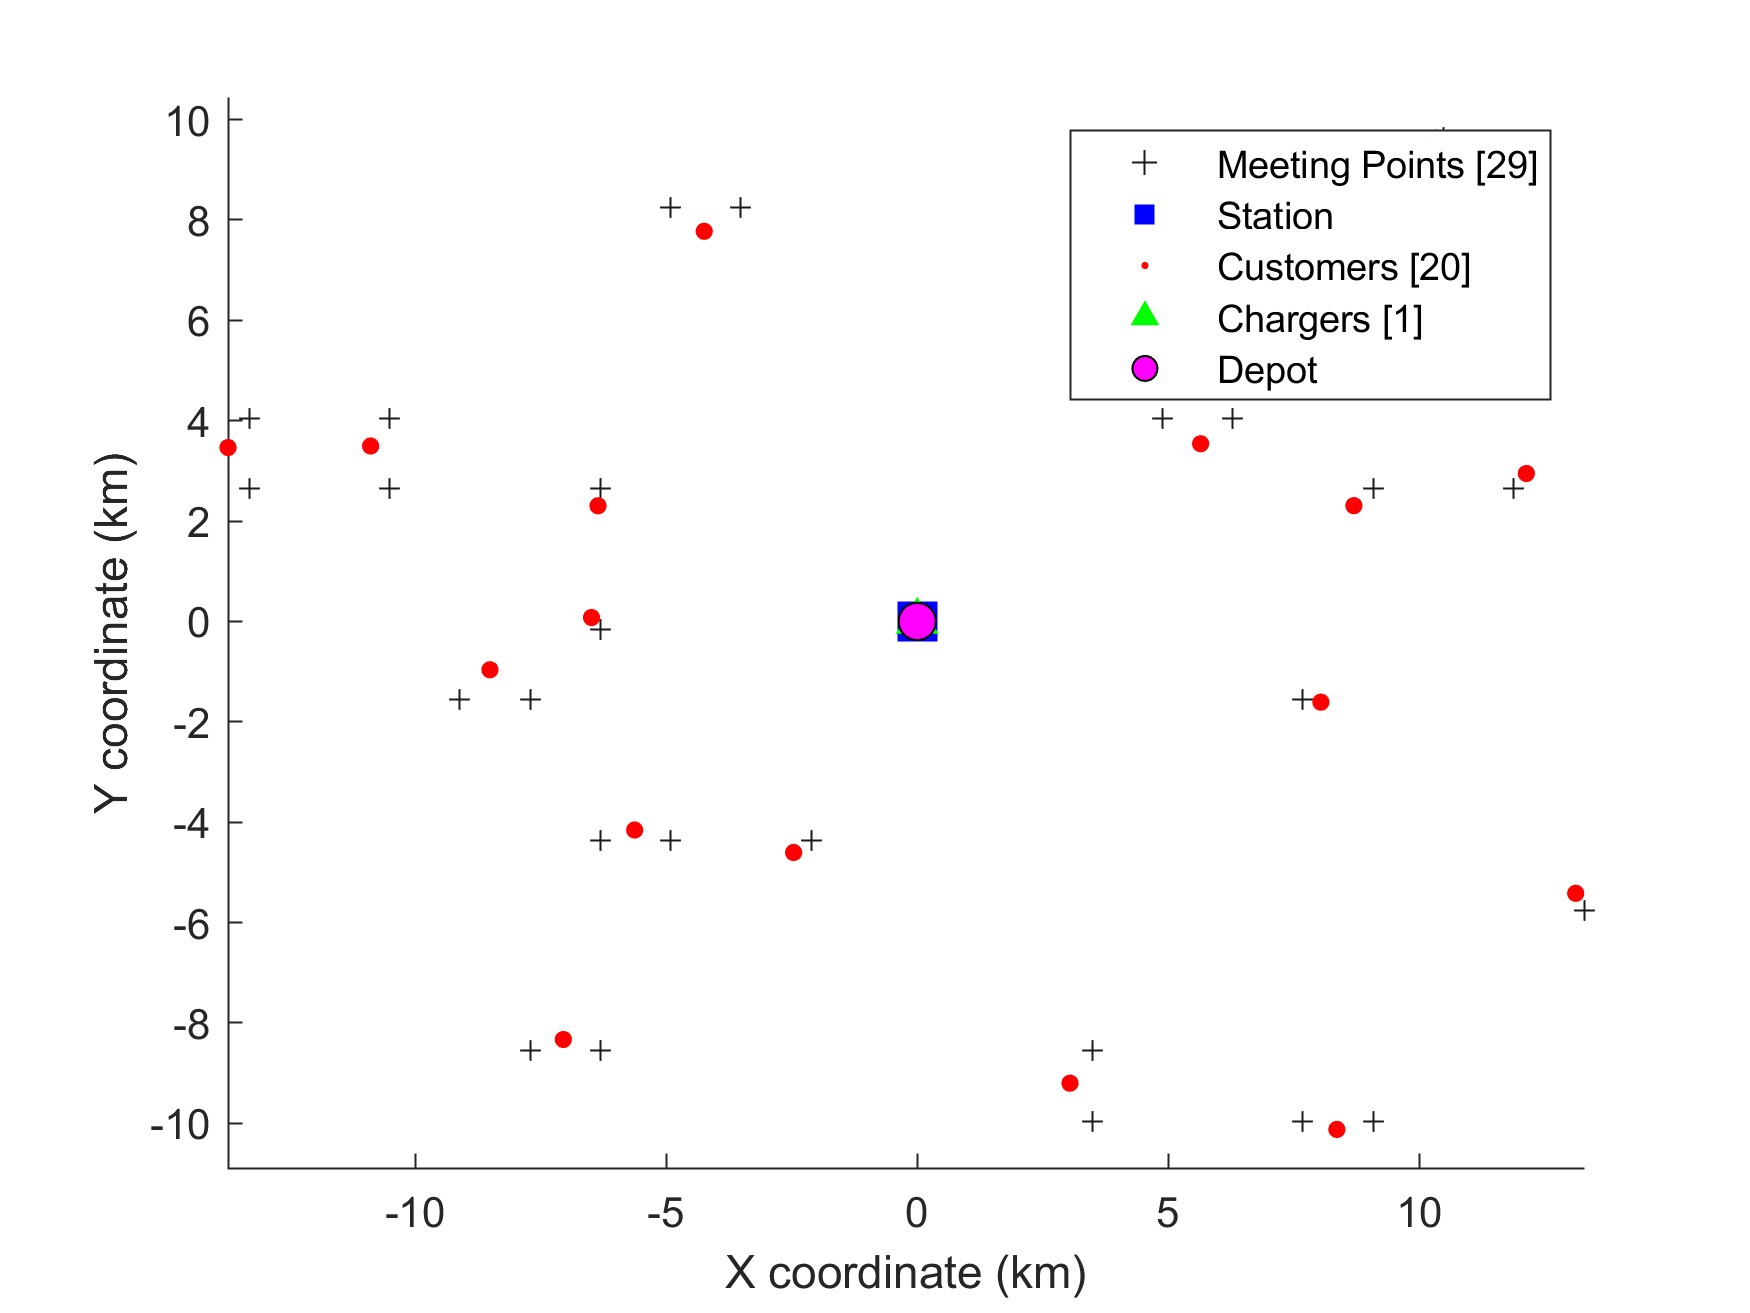 10
8
6
4
2
0
-2
-4
-6
-8
-10
Y coordinate (km)
Meeting Points [29]
Station
Customers [20]
Chargers [1]
Depot
-10 -5 0 5 10
X coordinate (km)